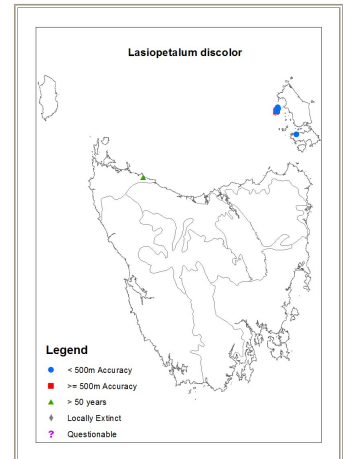 Lasiopetalum discolor
Legend
< 500m Accuracy
>= 500m Accuracy
> 50 years
Locally Extinct
? Questionable